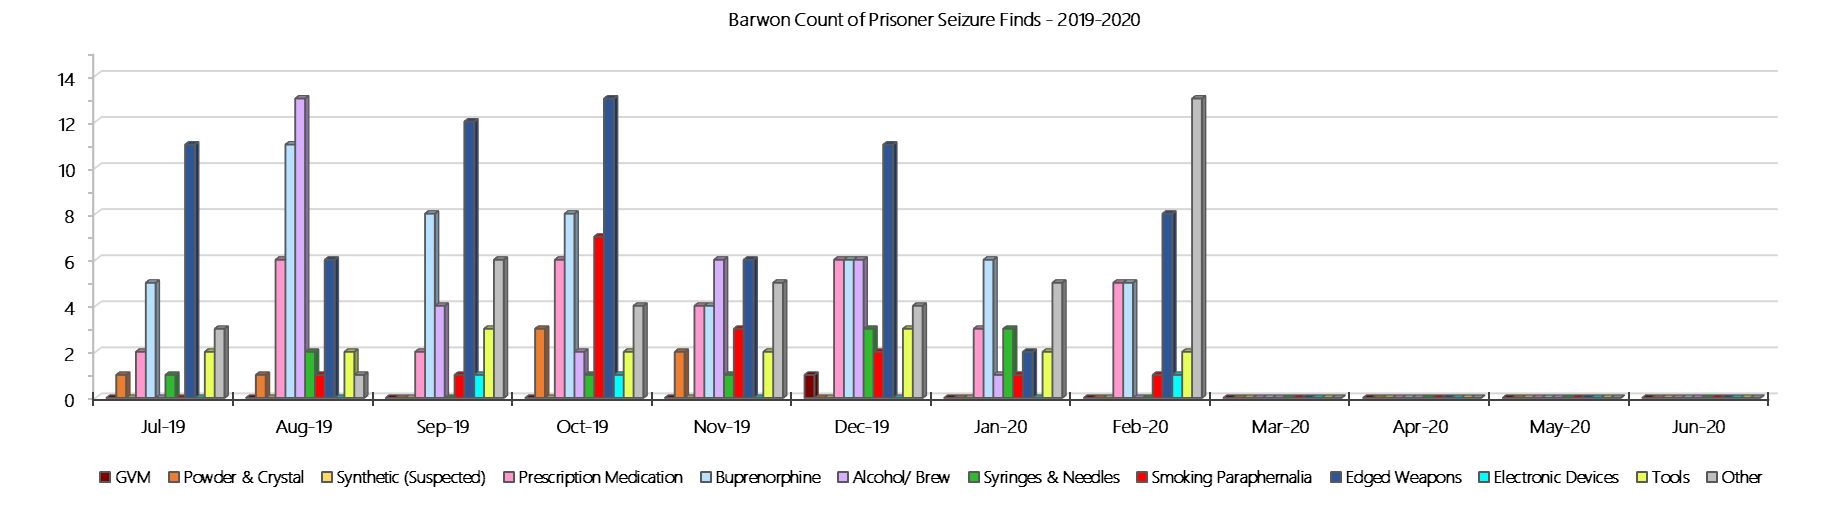 Barwon Count of Prisoner Seizure Finds - 2019-2020
14
12
10
8
6
4
2
0
Jul-19 Aug-19 Sep-19 Oct-19 Nov-19 Dec-19 Jan-20 Feb-20 Mar-20 Apr-20 May-20 Jun-20
GVM Powder & Crystal Synthetic (Suspected) Prescription Medication Buprenorphine Alcohol/ Brew Syringes & Needles Smoking Paraphernalia Edged Weapons Electronic Devices Tools Other